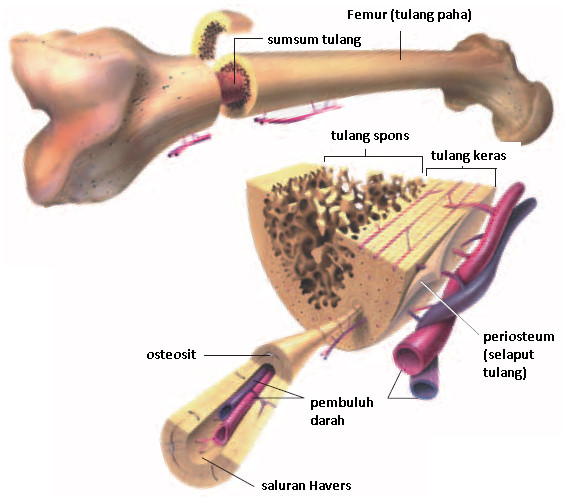 Femur (tulang paha)
sumsum tulang
tulang spons
tulang keras
periosteum
(selaput
tulang)
osteosit
pembuluh
darah
saluran Havers